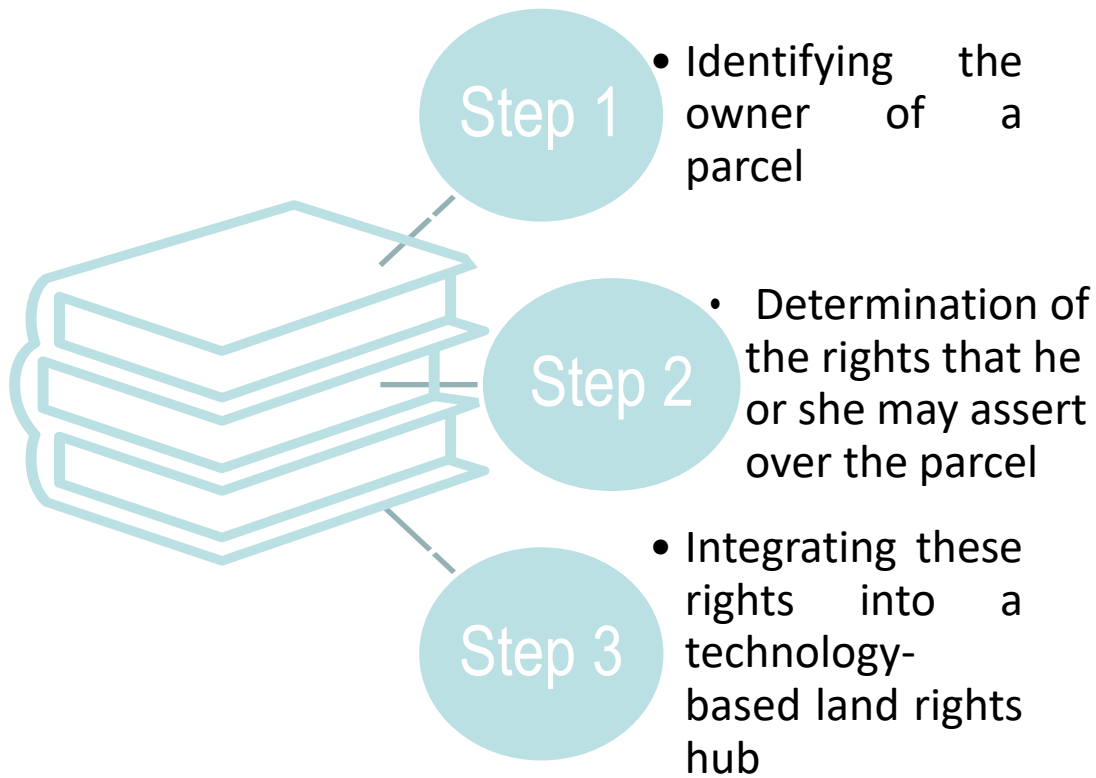 Step 1
• Identifying the
owner of a
parcel
Step 2
• Determination of
the rights that he
or she may assert
over the parcel
Step 3
• Integrating these
rights into a
technology-
based land rights
hub